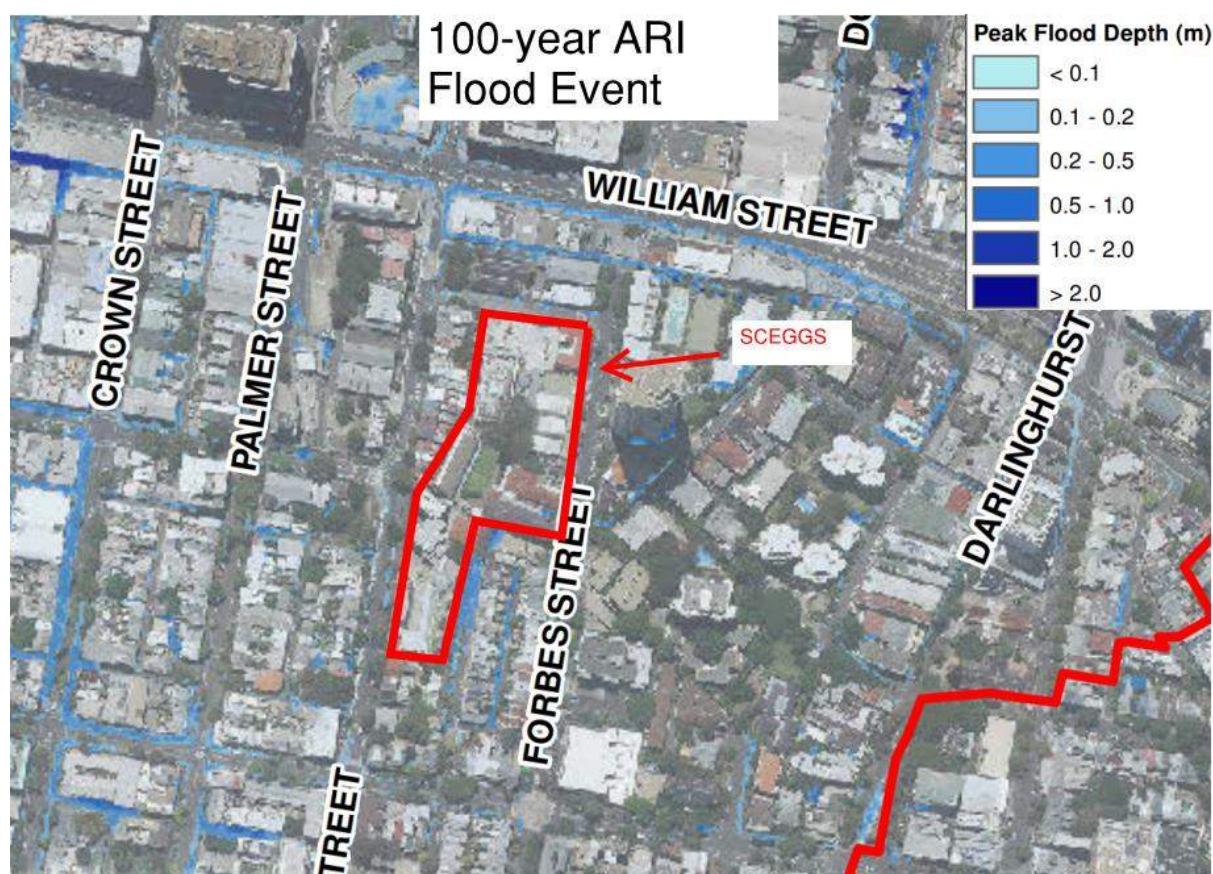 100-year ARI
Flood Event
DO
Peak Flood Depth (m)
< 0.1
0.1 - 0.2
0.2 - 0.5
0.5 - 1.0
1.0 - 2.0
> 2.0
WILLIAM STREET
CROWN STREET
PALMER STREET
SCEGGS
DARLINGHURST
FORBES STREET
TREET